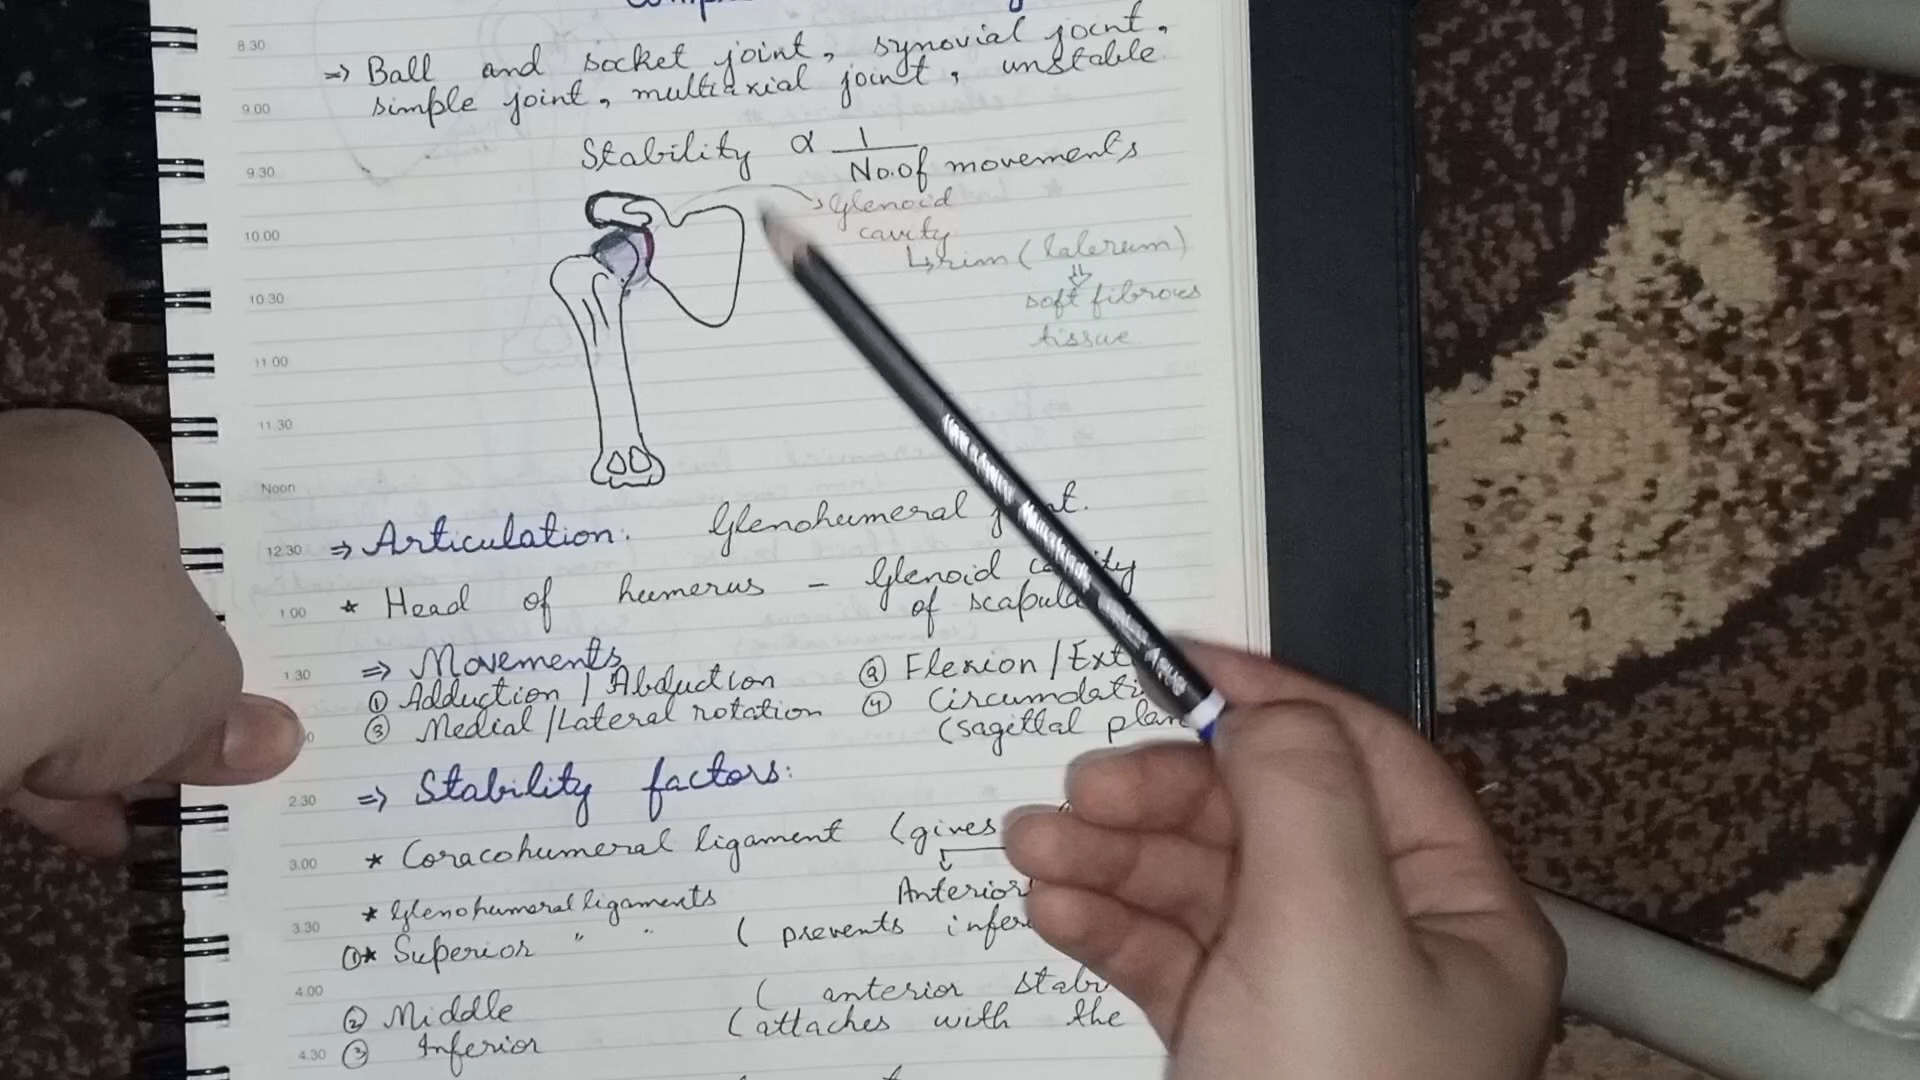 ⇒ Ball and socket joint, synovial joint,
simple joint, multiaxial joint, unstable.
Stability ∝ 1
No. of movements
Glenoid
cavity
↳ rim (laterum)
⇓
soft fibrous
tissue
⇒ Articulation: Glenohumeral
* Head of humerus – Glenoid
of scapula
⇒ Movements
① Adduction / Abduction ② Flexion / Ext
③ Medial / Lateral rotation ④ Circumdati
(sagittal plan
⇒ Stability factors:
* Coracohumeral ligament (gives
Anterior
* Glenohumeral ligaments
①* Superior " " (prevents infer
② Middle (anterior stab
③ Inferior (attaches with the
8.30
9.00
9.30
10.00
10.30
11.00
11.30
Noon
12.30
1.00
1.30
2.30
3.00
3.30
4.00
4.30